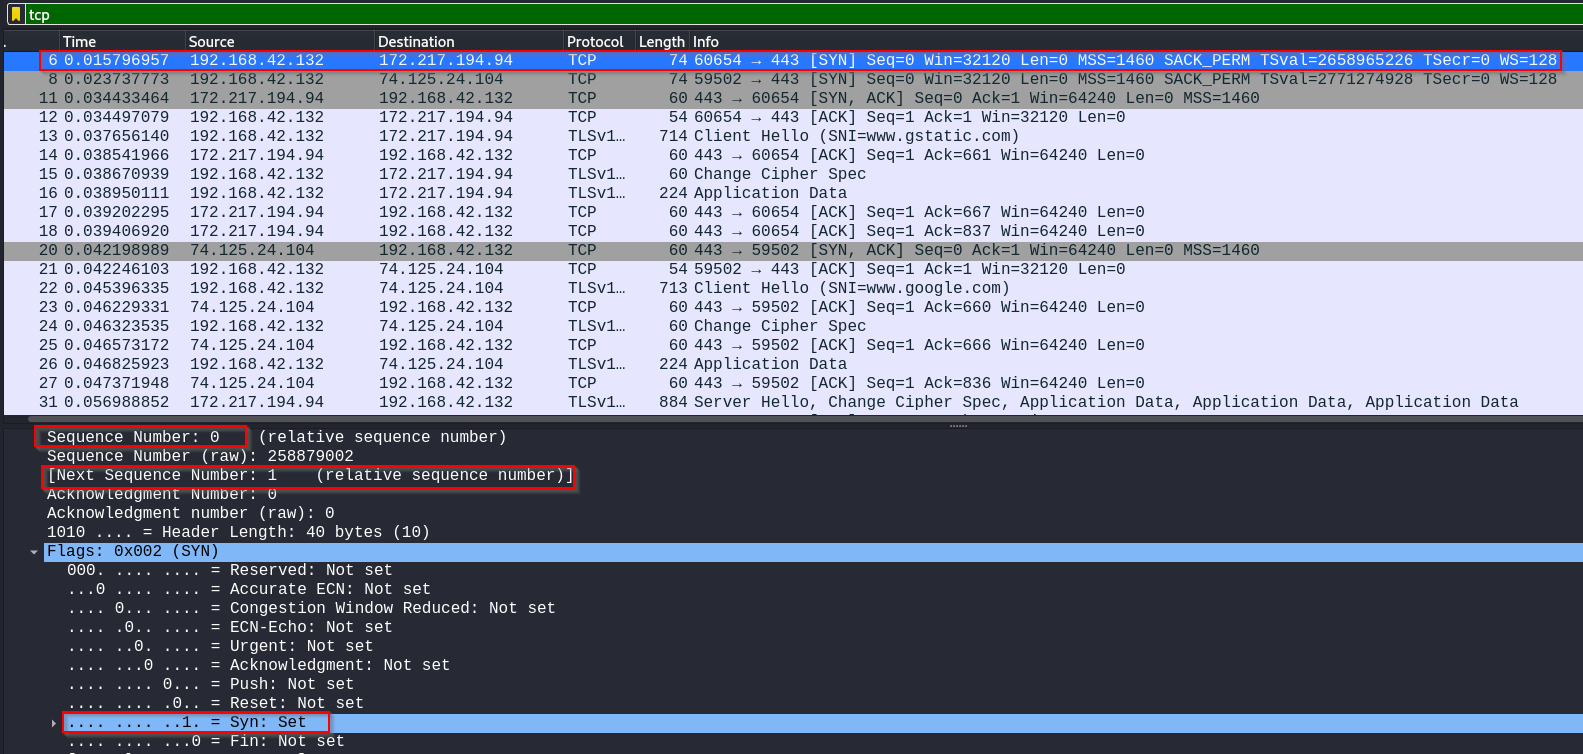 tcp
. Time Source Destination Protocol Length Info
6 0.015796957 192.168.42.132 172.217.194.94 TCP 74 60654 → 443 [SYN] Seq=0 Win=32120 Len=0 MSS=1460 SACK_PERM TSval=2658965226 TSecr=0 WS=128
8 0.023737773 192.168.42.132 74.125.24.104 TCP 74 59502 → 443 [SYN] Seq=0 Win=32120 Len=0 MSS=1460 SACK_PERM TSval=2771274928 TSecr=0 WS=128
11 0.034433464 172.217.194.94 192.168.42.132 TCP 60 443 → 60654 [SYN, ACK] Seq=0 Ack=1 Win=64240 Len=0 MSS=1460
12 0.034497079 192.168.42.132 172.217.194.94 TCP 54 60654 → 443 [ACK] Seq=1 Ack=1 Win=32120 Len=0
13 0.037656140 192.168.42.132 172.217.194.94 TLSv1… 714 Client Hello (SNI=www.gstatic.com)
14 0.038541966 172.217.194.94 192.168.42.132 TCP 60 443 → 60654 [ACK] Seq=1 Ack=661 Win=64240 Len=0
15 0.038670939 192.168.42.132 172.217.194.94 TLSv1… 60 Change Cipher Spec
16 0.038950111 192.168.42.132 172.217.194.94 TLSv1… 224 Application Data
17 0.039202295 172.217.194.94 192.168.42.132 TCP 60 443 → 60654 [ACK] Seq=1 Ack=667 Win=64240 Len=0
18 0.039406920 172.217.194.94 192.168.42.132 TCP 60 443 → 60654 [ACK] Seq=1 Ack=837 Win=64240 Len=0
20 0.042198989 74.125.24.104 192.168.42.132 TCP 60 443 → 59502 [SYN, ACK] Seq=0 Ack=1 Win=64240 Len=0 MSS=1460
21 0.042246103 192.168.42.132 74.125.24.104 TCP 54 59502 → 443 [ACK] Seq=1 Ack=1 Win=32120 Len=0
22 0.045396335 192.168.42.132 74.125.24.104 TLSv1… 713 Client Hello (SNI=www.google.com)
23 0.046229331 74.125.24.104 192.168.42.132 TCP 60 443 → 59502 [ACK] Seq=1 Ack=660 Win=64240 Len=0
24 0.046323535 192.168.42.132 74.125.24.104 TLSv1… 60 Change Cipher Spec
25 0.046573172 74.125.24.104 192.168.42.132 TCP 60 443 → 59502 [ACK] Seq=1 Ack=666 Win=64240 Len=0
26 0.046825923 192.168.42.132 74.125.24.104 TLSv1… 224 Application Data
27 0.047371948 74.125.24.104 192.168.42.132 TCP 60 443 → 59502 [ACK] Seq=1 Ack=836 Win=64240 Len=0
31 0.056988852 172.217.194.94 192.168.42.132 TLSv1… 884 Server Hello, Change Cipher Spec, Application Data, Application Data, Application Data
Sequence Number: 0 (relative sequence number)
Sequence Number (raw): 258879002
[Next Sequence Number: 1 (relative sequence number)]
Acknowledgment Number: 0
Acknowledgment number (raw): 0
1010 .... = Header Length: 40 bytes (10)
Flags: 0x002 (SYN)
000. .... .... = Reserved: Not set
...0 .... .... = Accurate ECN: Not set
.... 0... .... = Congestion Window Reduced: Not set
.... .0.. .... = ECN-Echo: Not set
.... ..0. .... = Urgent: Not set
.... ...0 .... = Acknowledgment: Not set
.... .... 0... = Push: Not set
.... .... .0.. = Reset: Not set
.... .... ..1. = Syn: Set
.... .... ...0 = Fin: Not set